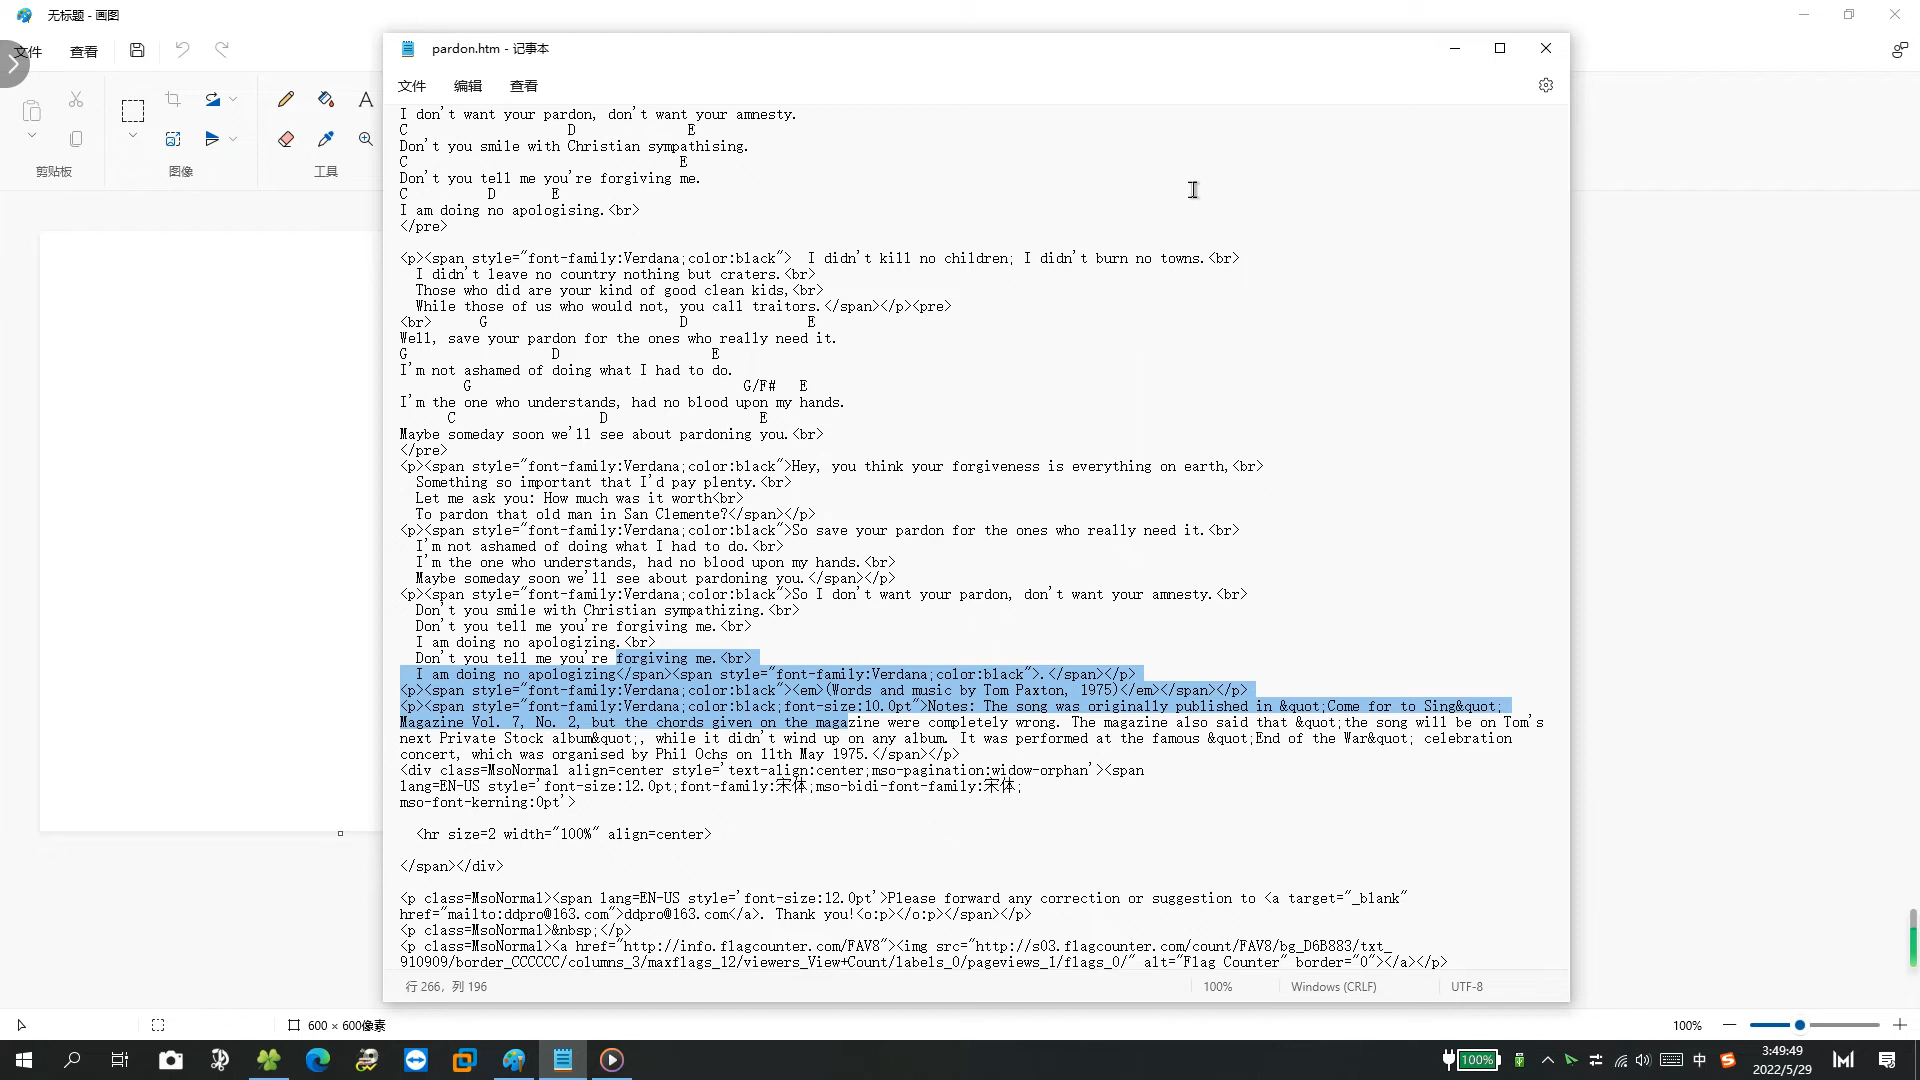 无标题 - 画图
文件
查看
剪贴板
图像
工具
pardon.htm - 记事本
文件 编辑 查看
I don't want your pardon, don't want your amnesty.
C D E
Don't you smile with Christian sympathising.
C E
Don't you tell me you're forgiving me.
C D E
I am doing no apologising.<br>
</pre>
<p><span style="font-family:Verdana;color:black"> I didn't kill no children; I didn't burn no towns.<br>
I didn't leave no country nothing but craters.<br>
Those who did are your kind of good clean kids,<br>
While those of us who would not, you call traitors.</span></p><pre>
<br> G D E
Well, save your pardon for the ones who really need it.
G D E
I'm not ashamed of doing what I had to do.
G G/F# E
I'm the one who understands, had no blood upon my hands.
C D E
Maybe someday soon we'll see about pardoning you.<br>
</pre>
<p><span style="font-family:Verdana;color:black">Hey, you think your forgiveness is everything on earth,<br>
Something so important that I'd pay plenty.<br>
Let me ask you: How much was it worth<br>
To pardon that old man in San Clemente?</span></p>
<p><span style="font-family:Verdana;color:black">So save your pardon for the ones who really need it.<br>
I'm not ashamed of doing what I had to do.<br>
I'm the one who understands, had no blood upon my hands.<br>
Maybe someday soon we'll see about pardoning you.</span></p>
<p><span style="font-family:Verdana;color:black">So I don't want your pardon, don't want your amnesty.<br>
Don't you smile with Christian sympathizing.<br>
Don't you tell me you're forgiving me.<br>
I am doing no apologizing.<br>
Don't you tell me you're forgiving me.<br>
I am doing no apologizing</span><span style="font-family:Verdana;color:black">.</span></p>
<p><span style="font-family:Verdana;color:black"><em>(Words and music by Tom Paxton, 1975)</em></span></p>
<p><span style="font-family:Verdana;color:black;font-size:10.0pt">Notes: The song was originally published in &quot;Come for to Sing&quot;
Magazine Vol. 7, No. 2, but the chords given on the magazine were completely wrong. The magazine also said that &quot;the song will be on Tom's
next Private Stock album&quot;, while it didn't wind up on any album. It was performed at the famous &quot;End of the War&quot; celebration
concert, which was organised by Phil Ochs on 11th May 1975.</span></p>
<div class=MsoNormal align=center style='text-align:center;mso-pagination:widow-orphan'><span
lang=EN-US style='font-size:12.0pt;font-family:宋体;mso-bidi-font-family:宋体;
mso-font-kerning:0pt'>
<hr size=2 width="100%" align=center>
</span></div>
<p class=MsoNormal><span lang=EN-US style='font-size:12.0pt'>Please forward any correction or suggestion to <a target="_blank"
href="mailto:ddpro@163.com">ddpro@163.com</a>. Thank you!<o:p></o:p></span></p>
<p class=MsoNormal>&nbsp;</p>
<p class=MsoNormal><a href="http://info.flagcounter.com/FAV8"><img src="http://s03.flagcounter.com/count/FAV8/bg_D6B883/txt_
910909/border_CCCCCC/columns_3/maxflags_12/viewers_View+Count/labels_0/pageviews_1/flags_0/" alt="Flag Counter" border="0"></a></p>
行 266，列 196
100%
Windows (CRLF)
UTF-8
600 × 600像素
100%
100%
中
3:49:49
2022/5/29